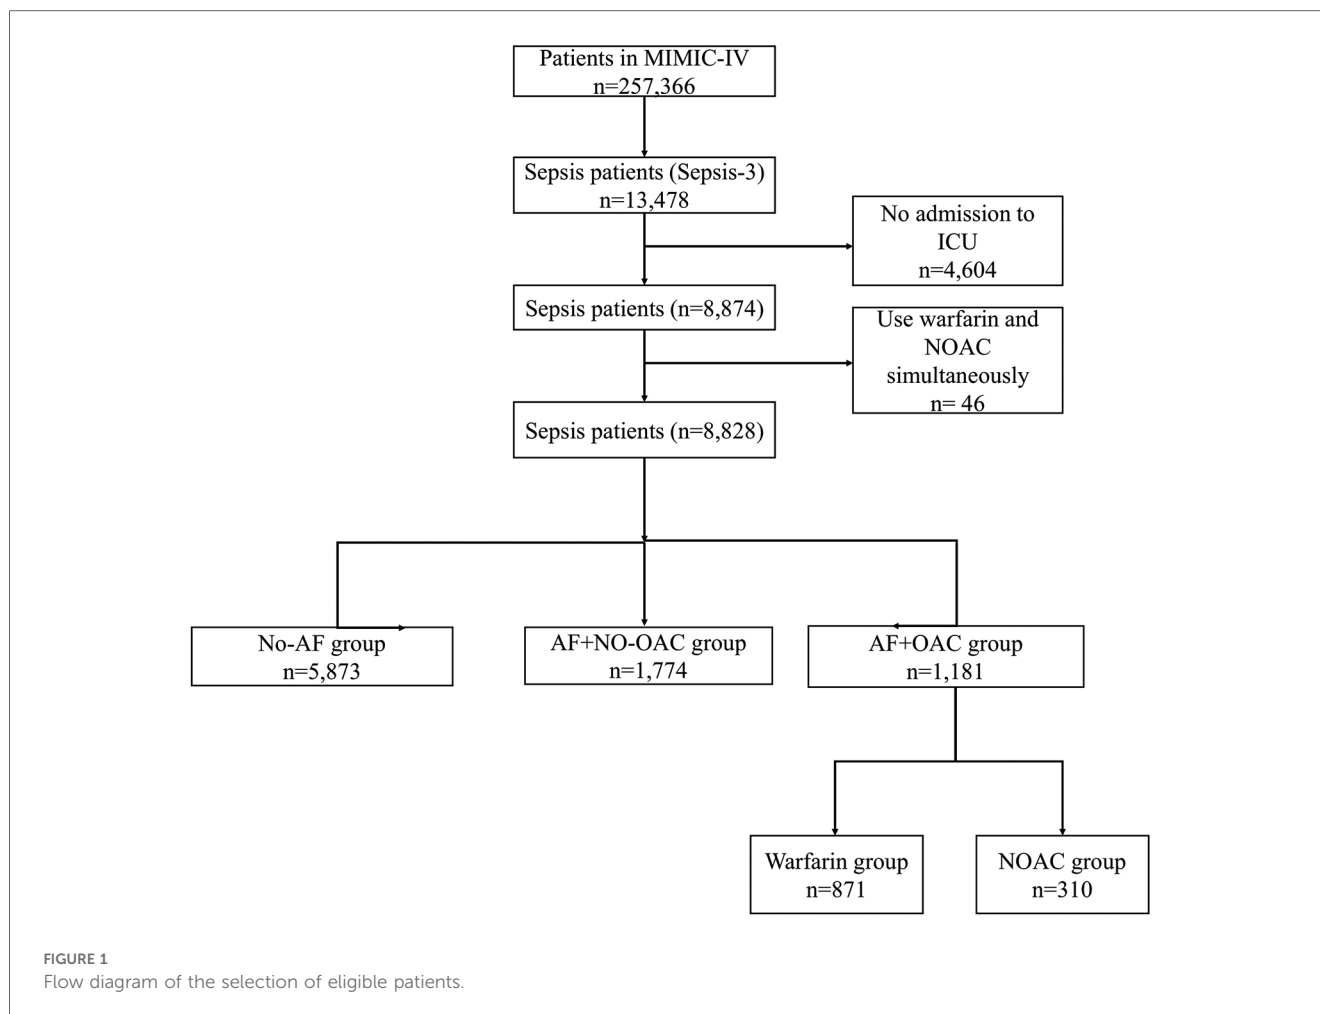 Patients in MIMIC-IV
n=257,366
Sepsis patients (Sepsis-3)
n=13,478
No admission to
ICU
n=4,604
Sepsis patients (n=8,874)
Use warfarin and
NOAC
simultaneously
n= 46
Sepsis patients (n=8,828)
No-AF group
n=5,873
AF+NO-OAC group
n=1,774
AF+OAC group
n=1,181
Warfarin group
n=871
NOAC group
n=310
FIGURE 1
Flow diagram of the selection of eligible patients.